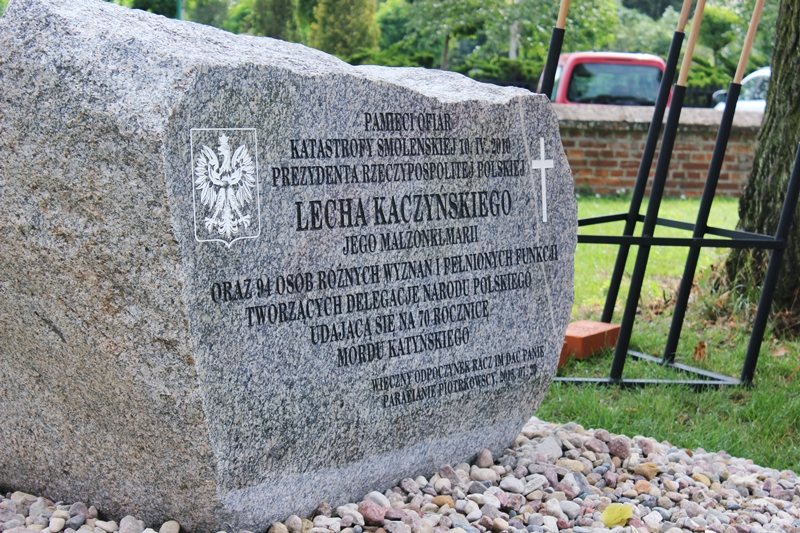 PAMIĘCI OFIAR
KATASTROFY SMOLEŃSKIEJ 10. IV. 2010
PREZYDENTA RZECZYPOSPOLITEJ POLSKIEJ
LECHA KACZYŃSKIEGO
JEGO MAŁŻONKI MARII
ORAZ 94 OSÓB RÓŻNYCH WYZNAŃ I PEŁNIONYCH FUNKCJI
TWORZĄCYCH DELEGACJĘ NARODU POLSKIEGO
UDAJĄCĄ SIĘ NA 70 ROCZNICĘ
MORDU KATYŃSKIEGO
WIECZNY ODPOCZYNEK RACZ IM DAĆ PANIE
PARAFIANIE PIOTRKOWSCY,